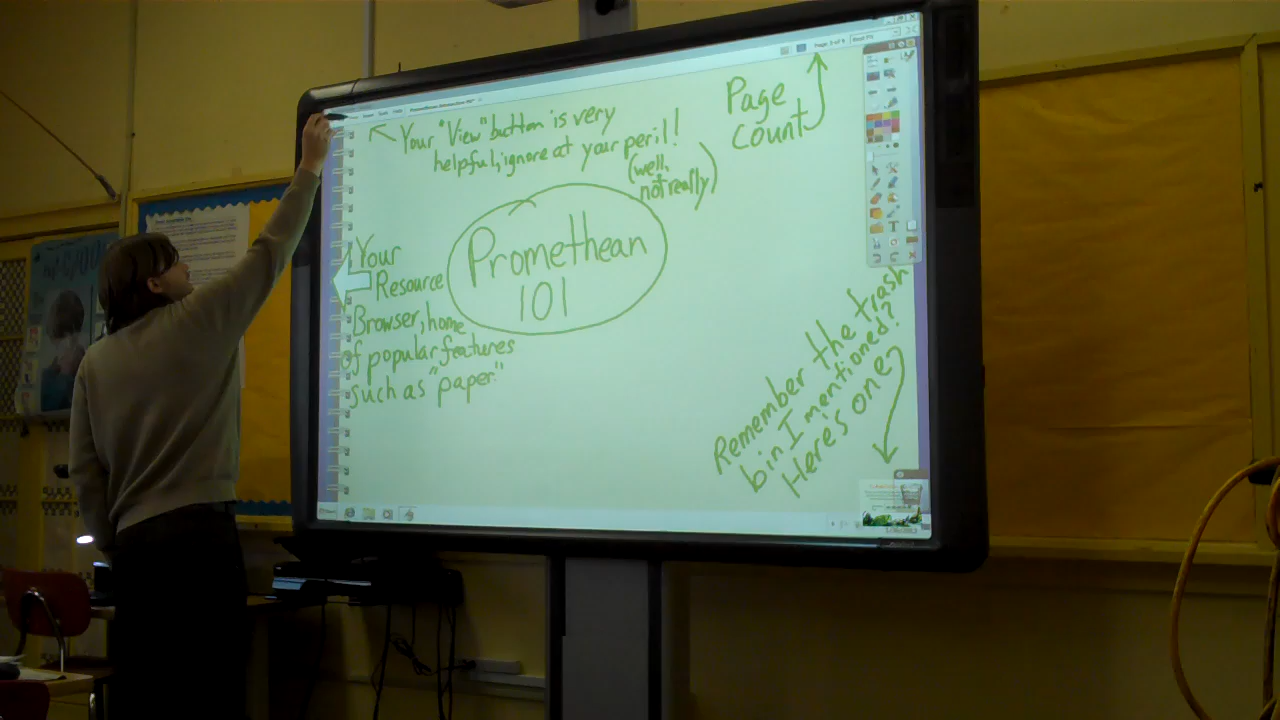 Your "View" button is very
helpful, ignore at your peril!
(well,
not really)
Page
Count
Promethean
101
Your
Resource
Browser, home
of popular features
such as "paper."
Remember the trash
bin I mentioned?
Here's one